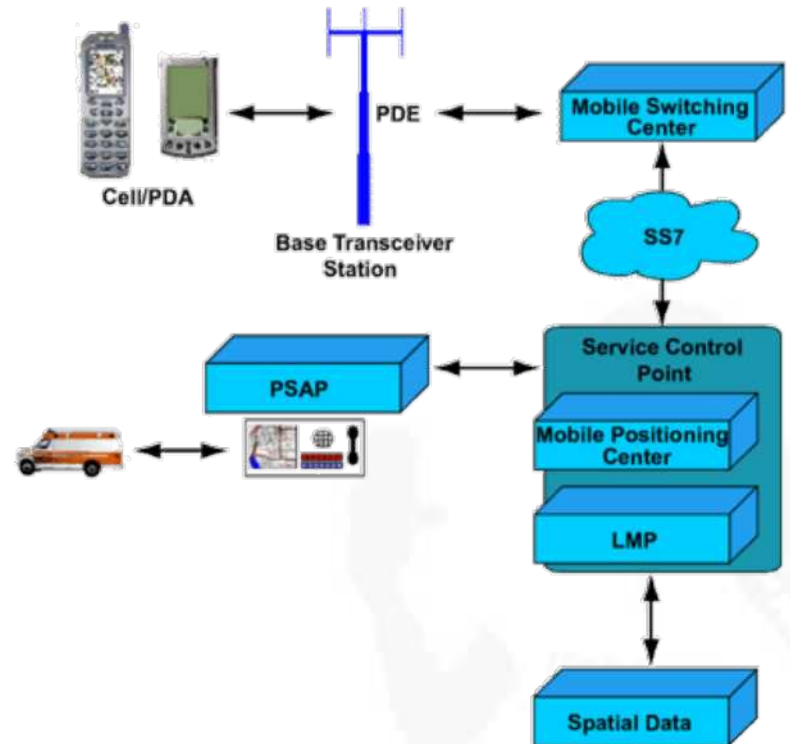 PDE
Mobile Switching
Center
Cell/PDA
Base Transceiver
Station
SS7
Service Control
Point
PSAP
Mobile Positioning
Center
LMP
Spatial Data